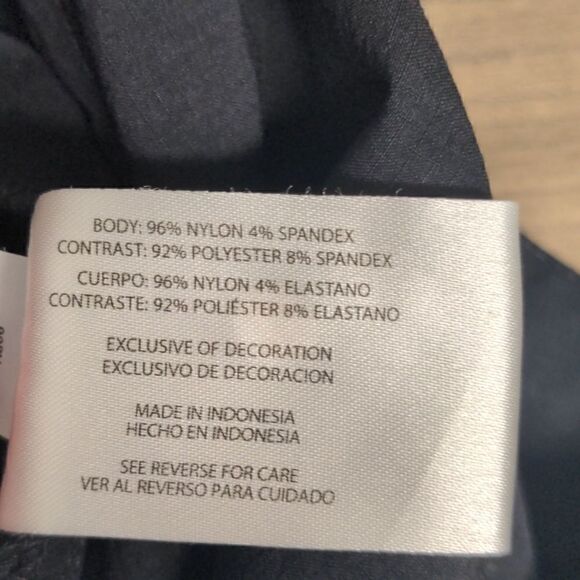 BODY: 96% NYLON 4% SPANDEX
CONTRAST: 92% POLYESTER 8% SPANDEX
CUERPO: 96% NYLON 4% ELASTANO
CONTRASTE: 92% POLIÉSTER 8% ELASTANO
EXCLUSIVE OF DECORATION
EXCLUSIVO DE DECORACION
MADE IN INDONESIA
HECHO EN INDONESIA
SEE REVERSE FOR CARE
VER AL REVERSO PARA CUIDADO